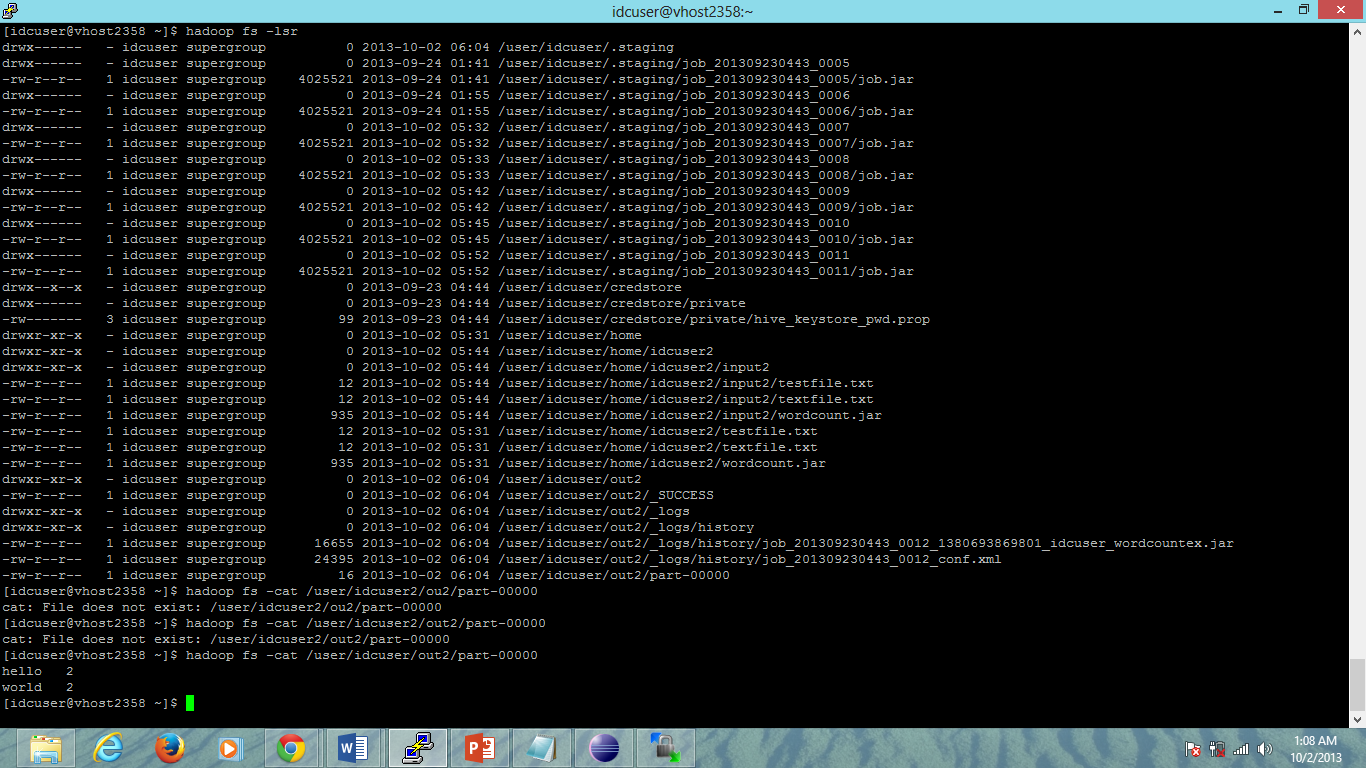 idcuser@vhost2358:~
[idcuser@vhost2358 ~]$ hadoop fs -lsr
drwx------   - idcuser supergroup          0 2013-10-02 06:04 /user/idcuser/.staging
drwx------   - idcuser supergroup          0 2013-09-24 01:41 /user/idcuser/.staging/job_201309230443_0005
-rw-r--r--   1 idcuser supergroup    4025521 2013-09-24 01:41 /user/idcuser/.staging/job_201309230443_0005/job.jar
drwx------   - idcuser supergroup          0 2013-09-24 01:55 /user/idcuser/.staging/job_201309230443_0006
-rw-r--r--   1 idcuser supergroup    4025521 2013-09-24 01:55 /user/idcuser/.staging/job_201309230443_0006/job.jar
drwx------   - idcuser supergroup          0 2013-10-02 05:32 /user/idcuser/.staging/job_201309230443_0007
-rw-r--r--   1 idcuser supergroup    4025521 2013-10-02 05:32 /user/idcuser/.staging/job_201309230443_0007/job.jar
drwx------   - idcuser supergroup          0 2013-10-02 05:33 /user/idcuser/.staging/job_201309230443_0008
-rw-r--r--   1 idcuser supergroup    4025521 2013-10-02 05:33 /user/idcuser/.staging/job_201309230443_0008/job.jar
drwx------   - idcuser supergroup          0 2013-10-02 05:42 /user/idcuser/.staging/job_201309230443_0009
-rw-r--r--   1 idcuser supergroup    4025521 2013-10-02 05:42 /user/idcuser/.staging/job_201309230443_0009/job.jar
drwx------   - idcuser supergroup          0 2013-10-02 05:45 /user/idcuser/.staging/job_201309230443_0010
-rw-r--r--   1 idcuser supergroup    4025521 2013-10-02 05:45 /user/idcuser/.staging/job_201309230443_0010/job.jar
drwx------   - idcuser supergroup          0 2013-10-02 05:52 /user/idcuser/.staging/job_201309230443_0011
-rw-r--r--   1 idcuser supergroup    4025521 2013-10-02 05:52 /user/idcuser/.staging/job_201309230443_0011/job.jar
drwx--x--x   - idcuser supergroup          0 2013-09-23 04:44 /user/idcuser/credstore
drwx------   - idcuser supergroup          0 2013-09-23 04:44 /user/idcuser/credstore/private
-rw-------   3 idcuser supergroup         99 2013-09-23 04:44 /user/idcuser/credstore/private/hive_keystore_pwd.prop
drwxr-xr-x   - idcuser supergroup          0 2013-10-02 05:31 /user/idcuser/home
drwxr-xr-x   - idcuser supergroup          0 2013-10-02 05:44 /user/idcuser/home/idcuser2
drwxr-xr-x   - idcuser supergroup          0 2013-10-02 05:44 /user/idcuser/home/idcuser2/input2
-rw-r--r--   1 idcuser supergroup         12 2013-10-02 05:44 /user/idcuser/home/idcuser2/input2/testfile.txt
-rw-r--r--   1 idcuser supergroup         12 2013-10-02 05:44 /user/idcuser/home/idcuser2/input2/textfile.txt
-rw-r--r--   1 idcuser supergroup        935 2013-10-02 05:44 /user/idcuser/home/idcuser2/input2/wordcount.jar
-rw-r--r--   1 idcuser supergroup         12 2013-10-02 05:31 /user/idcuser/home/idcuser2/testfile.txt
-rw-r--r--   1 idcuser supergroup         12 2013-10-02 05:31 /user/idcuser/home/idcuser2/textfile.txt
-rw-r--r--   1 idcuser supergroup        935 2013-10-02 05:31 /user/idcuser/home/idcuser2/wordcount.jar
drwxr-xr-x   - idcuser supergroup          0 2013-10-02 06:04 /user/idcuser/out2
-rw-r--r--   1 idcuser supergroup          0 2013-10-02 06:04 /user/idcuser/out2/_SUCCESS
drwxr-xr-x   - idcuser supergroup          0 2013-10-02 06:04 /user/idcuser/out2/_logs
drwxr-xr-x   - idcuser supergroup          0 2013-10-02 06:04 /user/idcuser/out2/_logs/history
-rw-r--r--   1 idcuser supergroup      16655 2013-10-02 06:04 /user/idcuser/out2/_logs/history/job_201309230443_0012_1380693869801_idcuser_wordcountex.jar
-rw-r--r--   1 idcuser supergroup      24395 2013-10-02 06:04 /user/idcuser/out2/_logs/history/job_201309230443_0012_conf.xml
-rw-r--r--   1 idcuser supergroup         16 2013-10-02 06:04 /user/idcuser/out2/part-00000
[idcuser@vhost2358 ~]$ hadoop fs -cat /user/idcuser2/ou2/part-00000
cat: File does not exist: /user/idcuser2/ou2/part-00000
[idcuser@vhost2358 ~]$ hadoop fs -cat /user/idcuser2/out2/part-00000
cat: File does not exist: /user/idcuser2/out2/part-00000
[idcuser@vhost2358 ~]$ hadoop fs -cat /user/idcuser/out2/part-00000
hello   2
world   2
[idcuser@vhost2358 ~]$
1:08 AM
10/2/2013